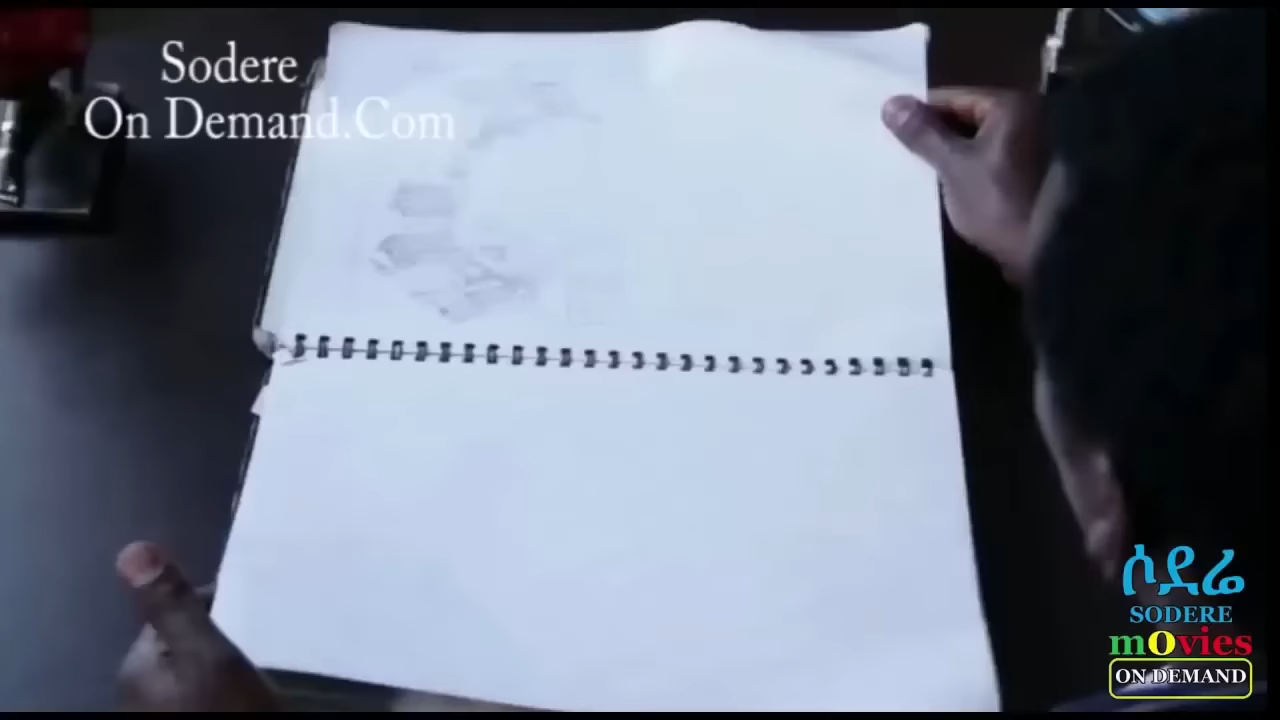 Sodere
On Demand.Com
ሶደሬ
SODERE
mOvies
ON DEMAND